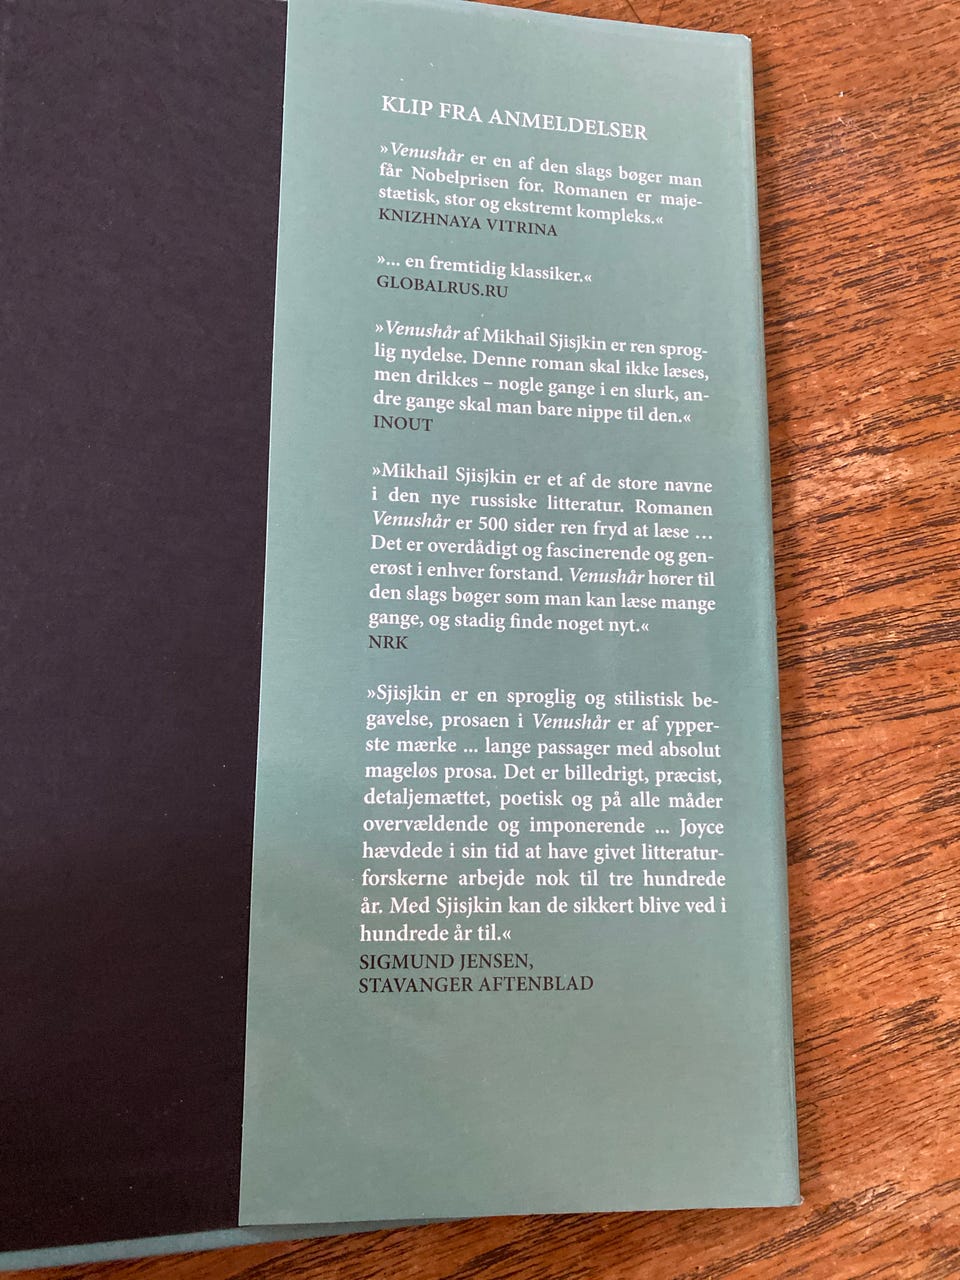 KLIP FRA ANMELDELSER
»Venushår er en af den slags bøger man
får Nobelprisen for. Romanen er maje-
stætisk, stor og ekstremt kompleks.«
KNIZHNAYA VITRINA
»... en fremtidig klassiker.«
GLOBALRUS.RU
»Venushår af Mikhail Sjisjkin er ren sprog-
lig nydelse. Denne roman skal ikke læses,
men drikkes – nogle gange i en slurk, an-
dre gange skal man bare nippe til den.«
INOUT
»Mikhail Sjisjkin er et af de store navne
i den nye russiske litteratur. Romanen
Venushår er 500 sider ren fryd at læse ...
Det er overdådigt og fascinerende og gen-
erøst i enhver forstand. Venushår hører til
den slags bøger som man kan læse mange
gange, og stadig finde noget nyt.«
NRK
»Sjisjkin er en sproglig og stilistisk be-
gavelse, prosaen i Venushår er af ypper-
ste mærke ... lange passager med absolut
mageløs prosa. Det er billedrigt, præcist,
detaljemættet, poetisk og på alle måder
overvældende og imponerende ... Joyce
hævdede i sin tid at have givet litteratur-
forskerne arbejde nok til tre hundrede
år. Med Sjisjkin kan de sikkert blive ved i
hundrede år til.«
SIGMUND JENSEN,
STAVANGER AFTENBLAD